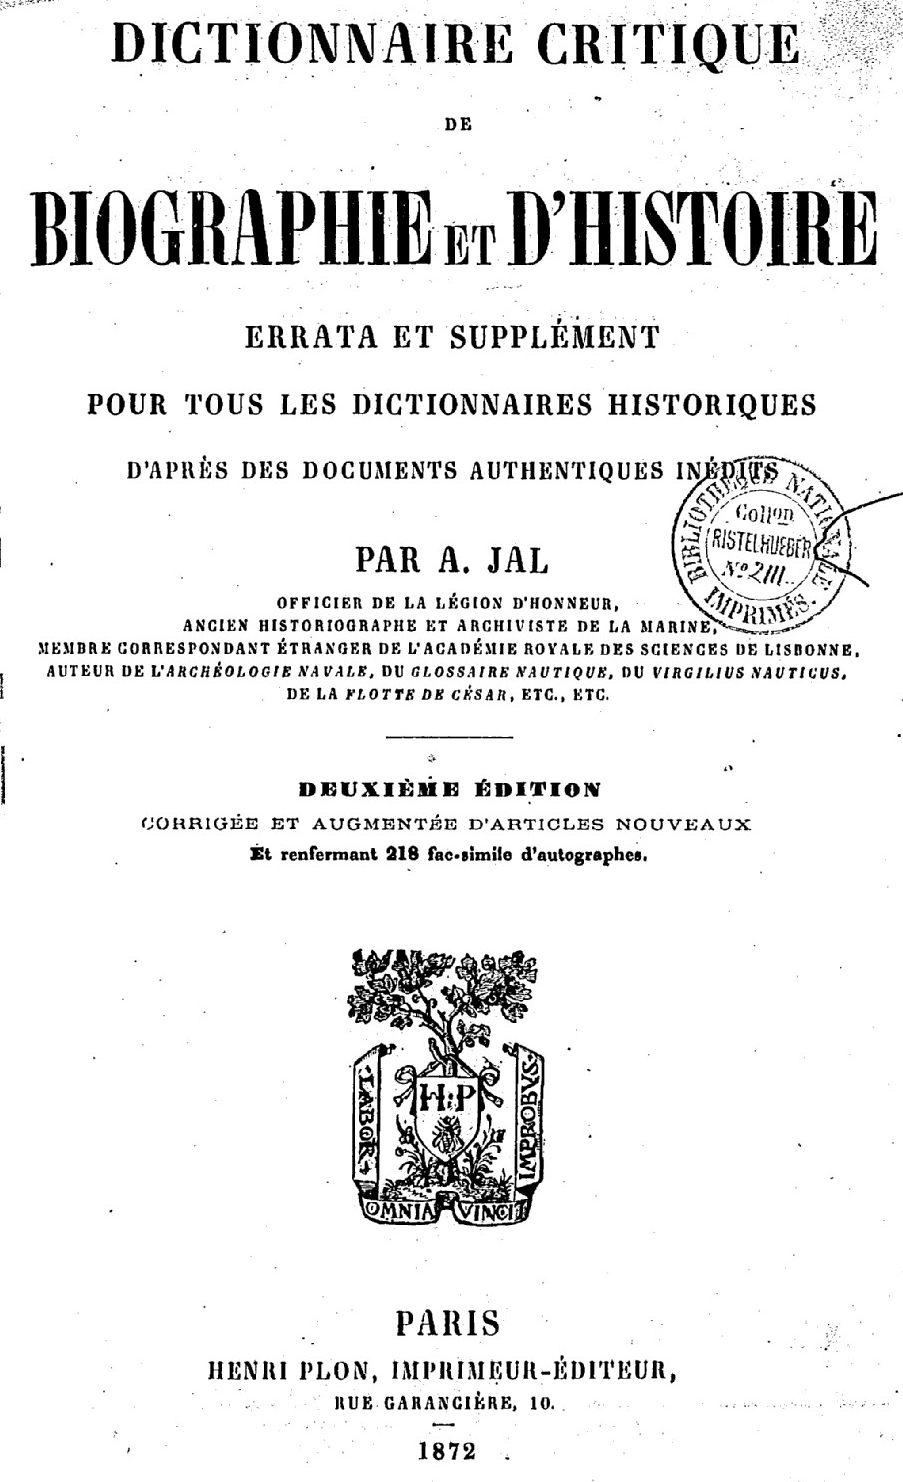 DICTIONNAIRE CRITIQUE
DE
BIOGRAPHIE ET D'HISTOIRE
ERRATA ET SUPPLÉMENT
POUR TOUS LES DICTIONNAIRES HISTORIQUES
D'APRÈS DES DOCUMENTS AUTHENTIQUES INÉDITS
BIBLIOTHÈQUE NATIONALE
Collon
RISTELHUEBER
No 2111.
IMPRIMÉS.
PAR A. JAL
OFFICIER DE LA LÉGION D'HONNEUR,
ANCIEN HISTORIOGRAPHE ET ARCHIVISTE DE LA MARINE,
MEMBRE CORRESPONDANT ÉTRANGER DE L'ACADÉMIE ROYALE DES SCIENCES DE LISBONNE,
AUTEUR DE L'ARCHÉOLOGIE NAVALE, DU GLOSSAIRE NAUTIQUE, DU VIRGILIUS NAUTICUS,
DE LA FLOTTE DE CÉSAR, ETC., ETC.
DEUXIÈME ÉDITION
CORRIGÉE ET AUGMENTÉE D'ARTICLES NOUVEAUX
Et renfermant 218 fac-simile d'autographes.
H P
LABOR
IMPROBVS
OMNIA VINCIT
PARIS
HENRI PLON, IMPRIMEUR-ÉDITEUR,
RUE GARANCIÈRE, 10.
1872